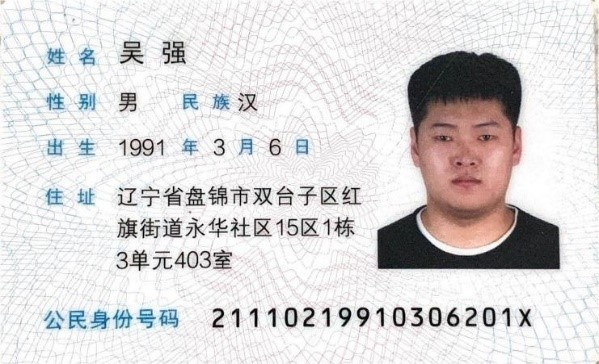 姓名 吴强
性别 男 民族 汉
出生 1991 年 3 月 6 日
住址 辽宁省盘锦市双台子区红
旗街道永华社区15区1栋
3单元403室
公民身份号码 21110219910306201X